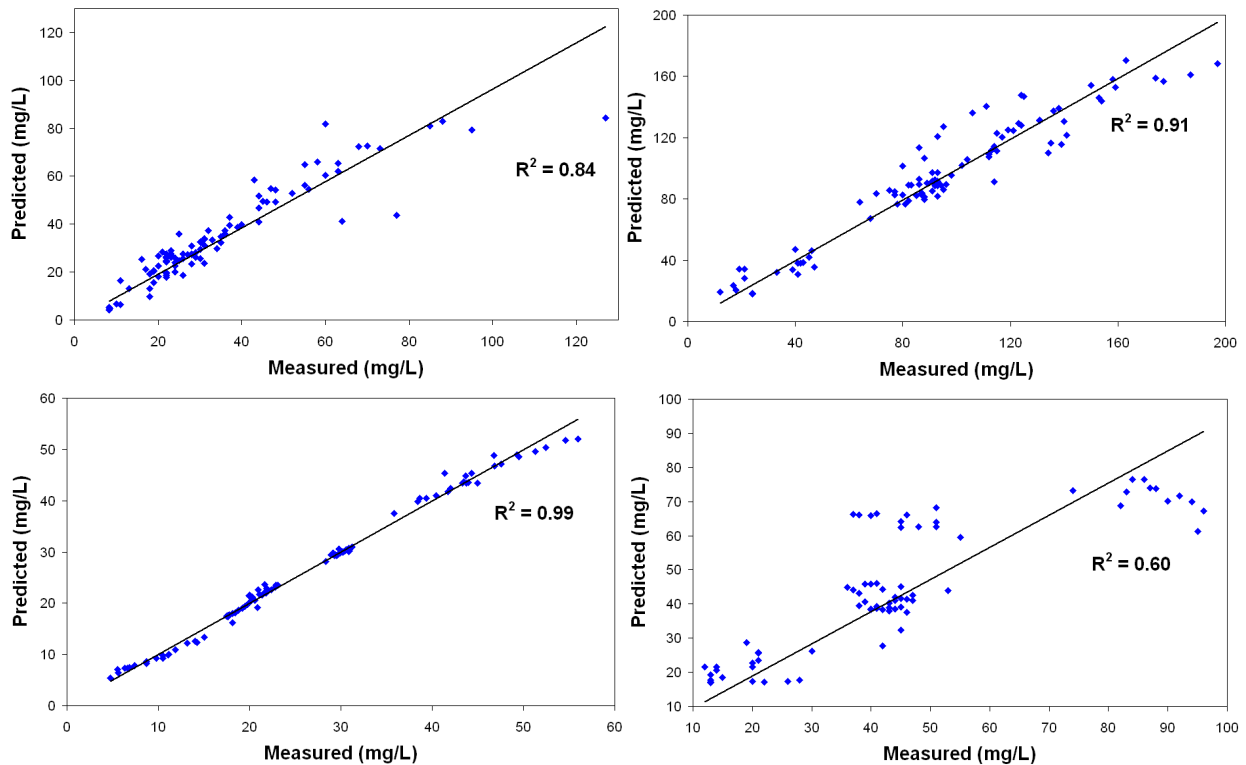 120
100
80
60
40
20
0
0 20 40 60 80 100 120
Predicted (mg/L)
Measured (mg/L)
R² = 0.84
200
160
120
80
40
0
0 40 80 120 160 200
Predicted (mg/L)
Measured (mg/L)
R² = 0.91
60
50
40
30
20
10
0
0 10 20 30 40 50 60
Predicted (mg/L)
Measured (mg/L)
R² = 0.99
100
90
80
70
60
50
40
30
20
10
10 20 30 40 50 60 70 80 90 100
Predicted (mg/L)
Measured (mg/L)
R² = 0.60